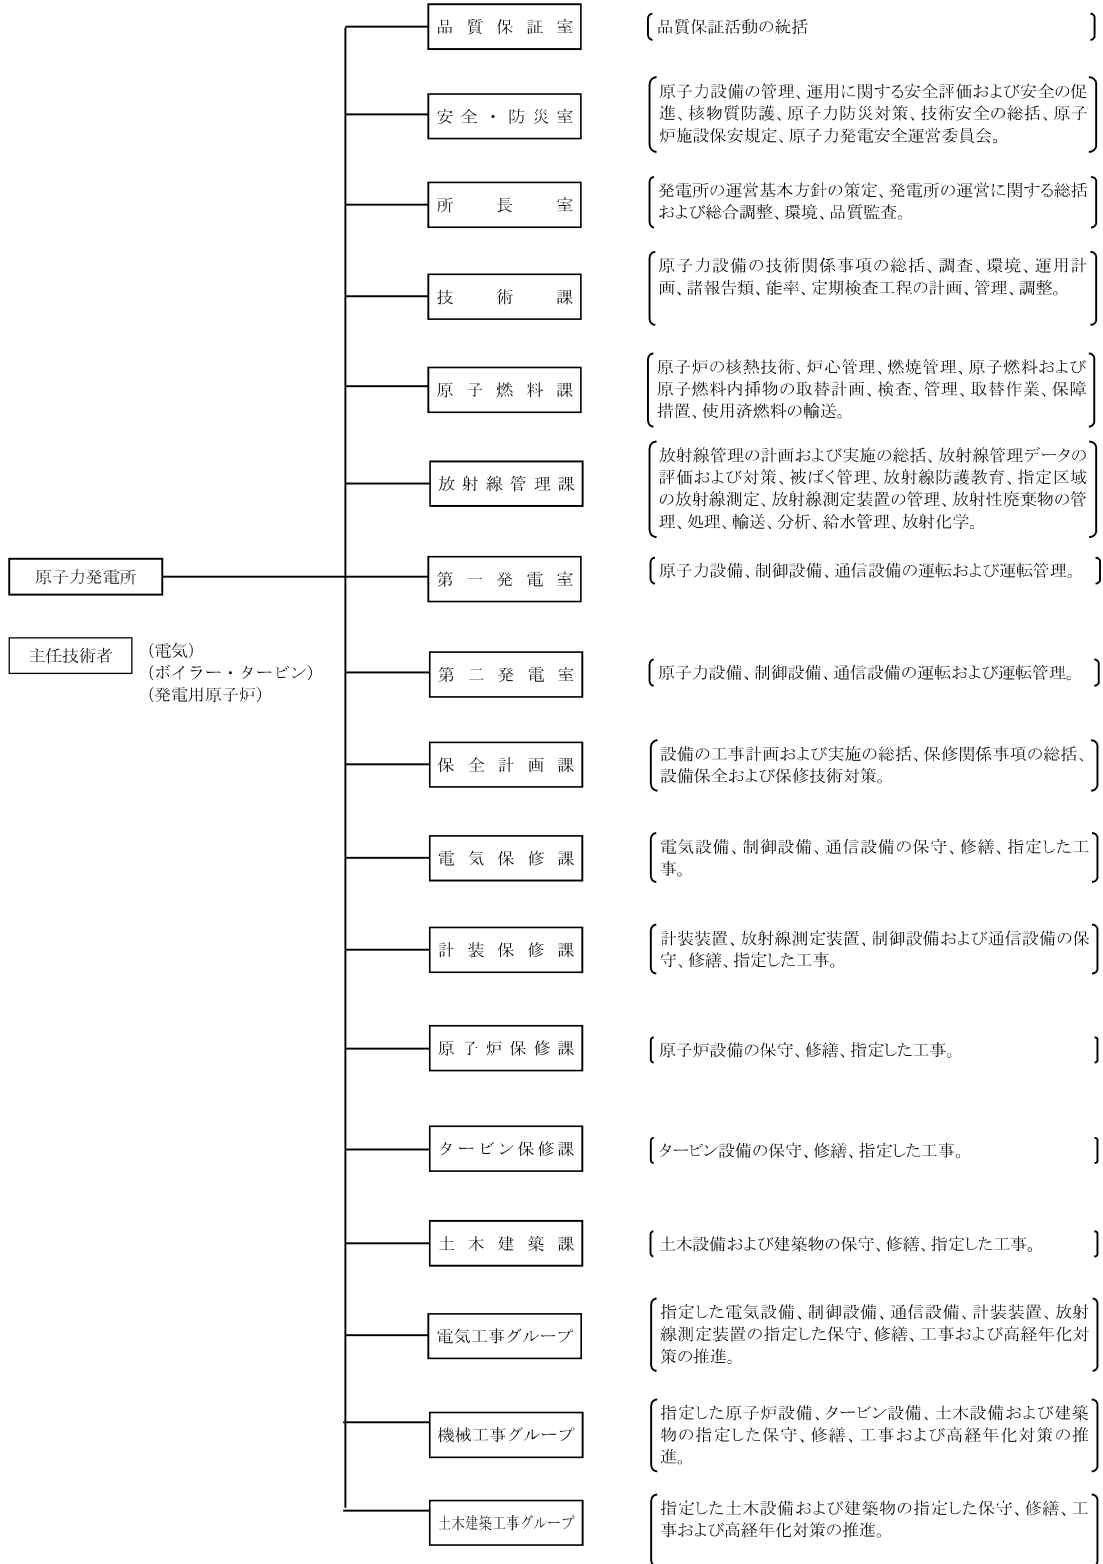 品質保証室
品質保証活動の統括
安全・防災室
原子力設備の管理、運用に関する安全評価および安全の促
進、核物質防護、原子力防災対策、技術安全の総括、原子
炉施設保安規定、原子力発電安全運営委員会。
所長室
発電所の運営基本方針の策定、発電所の運営に関する総括
および総合調整、環境、品質監査。
技術課
原子力設備の技術関係事項の総括、調査、環境、運用計
画、諸報告類、能率、定期検査工程の計画、管理、調整。
原子燃料課
原子炉の核熱技術、炉心管理、燃焼管理、原子燃料および
原子燃料内挿物の取替計画、検査、管理、取替作業、保障
措置、使用済燃料の輸送。
放射線管理課
放射線管理の計画および実施の総括、放射線管理データの
評価および対策、被ばく管理、放射線防護教育、指定区域
の放射線測定、放射線測定装置の管理、放射性廃棄物の管
理、処理、輸送、分析、給水管理、放射化学。
原子力発電所
第一発電室
原子力設備、制御設備、通信設備の運転および運転管理。
主任技術者
(電気)
(ボイラー・タービン)
(発電用原子炉)
第二発電室
原子力設備、制御設備、通信設備の運転および運転管理。
保全計画課
設備の工事計画および実施の総括、保修関係事項の総括、
設備保全および保修技術対策。
電気保修課
電気設備、制御設備、通信設備の保守、修繕、指定した工
事。
計装保修課
計装装置、放射線測定装置、制御設備および通信設備の保
守、修繕、指定した工事。
原子炉保修課
原子炉設備の保守、修繕、指定した工事。
タービン保修課
タービン設備の保守、修繕、指定した工事。
土木建築課
土木設備および建築物の保守、修繕、指定した工事。
電気工事グループ
指定した電気設備、制御設備、通信設備、計装装置、放射
線測定装置の指定した保守、修繕、工事および高経年化対
策の推進。
機械工事グループ
指定した原子炉設備、タービン設備、土木設備および建築
物の指定した保守、修繕、工事および高経年化対策の推
進。
土木建築工事グループ
指定した土木設備および建築物の指定した保守、修繕、工
事および高経年化対策の推進。